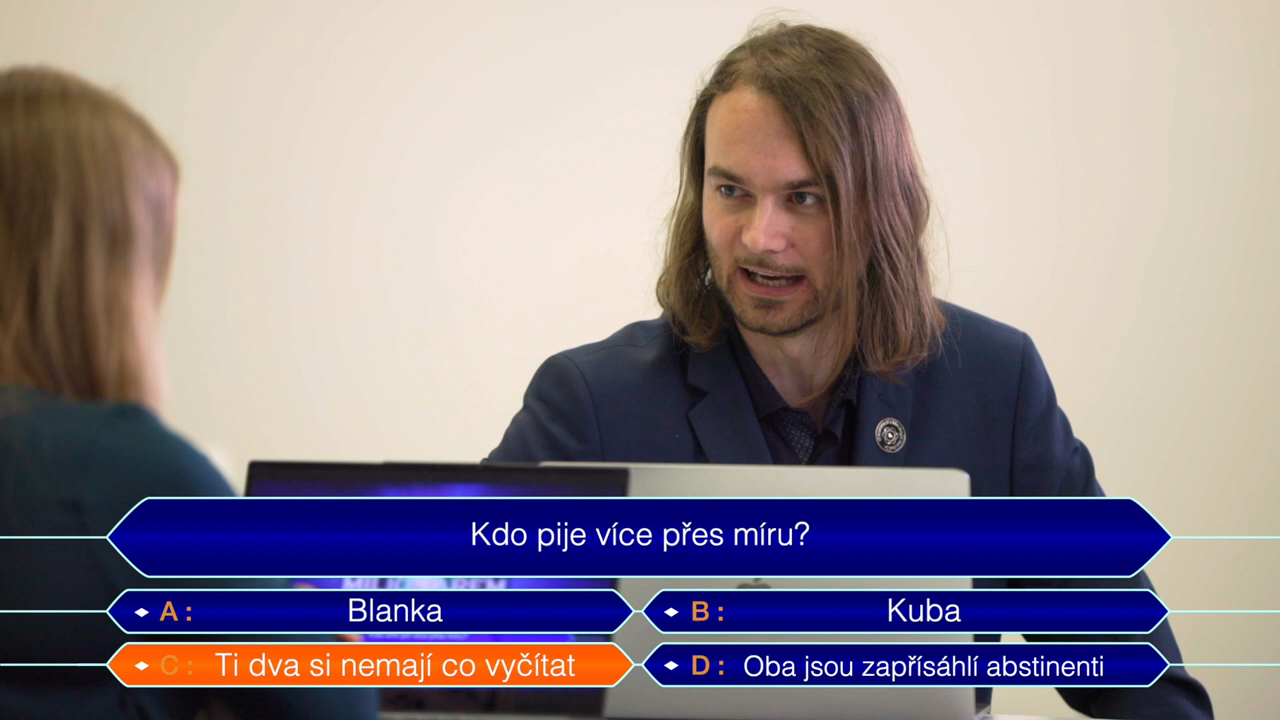 Kdo pije více přes míru?
A: Blanka
B: Kuba
C: Ti dva si nemají co vyčítat
D: Oba jsou zapřísáhlí abstinenti